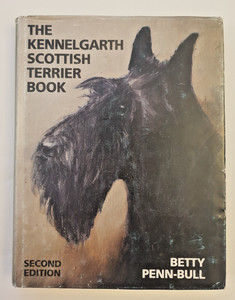 THE
KENNELGARTH
SCOTTISH
TERRIER
BOOK
SECOND
EDITION
BETTY
PENN-BULL